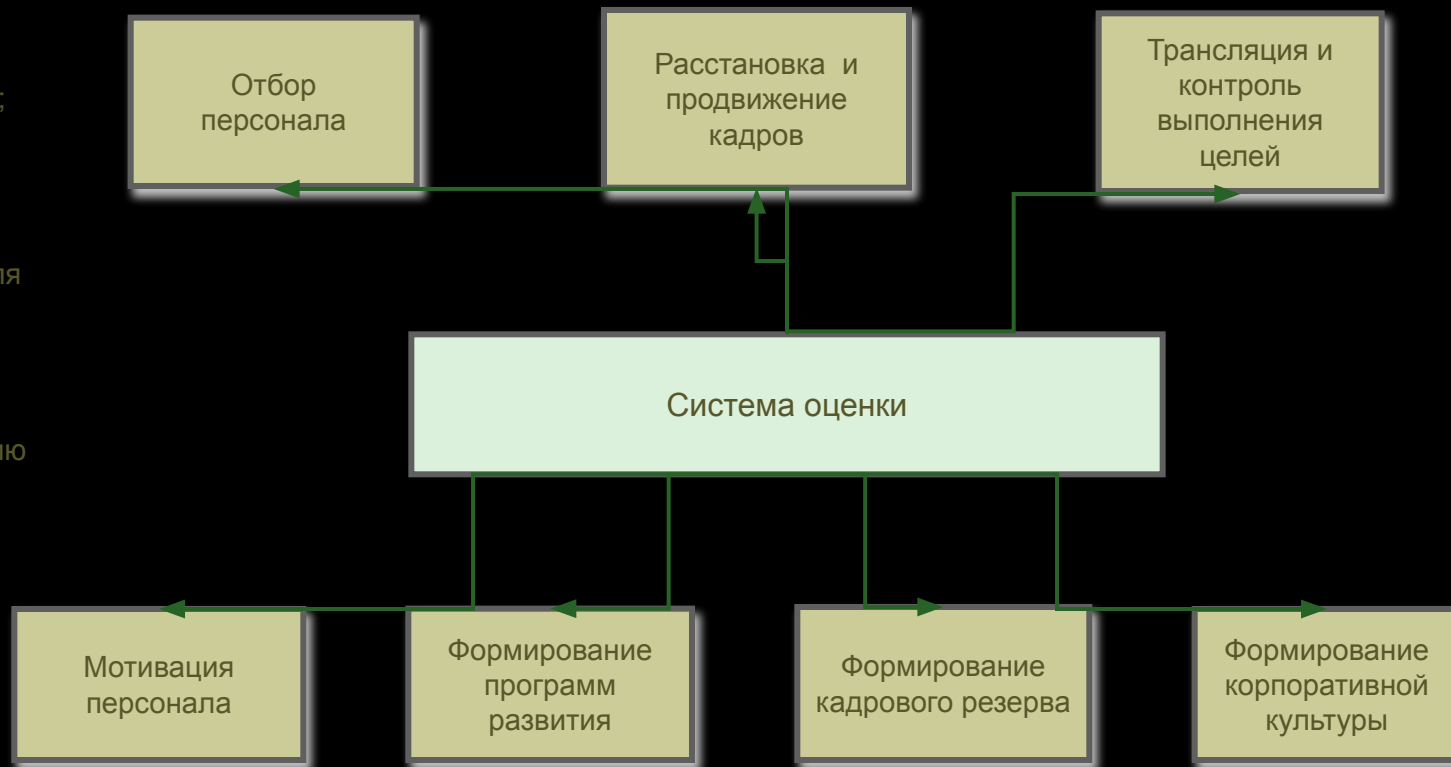 Отбор
персонала
Расстановка и
продвижение
кадров
Трансляция и
контроль
выполнения
целей
Система оценки
Мотивация
персонала
Формирование
программ
развития
Формирование
кадрового резерва
Формирование
корпоративной
культуры